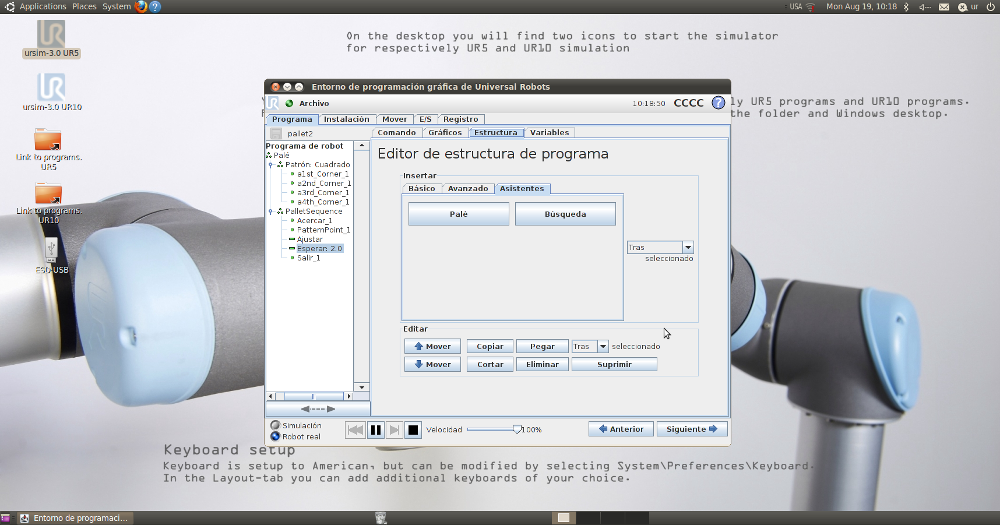 Applications Places System
USA Mon Aug 19, 10:18 ur
UR
ursim-3.0 UR5
UR
ursim-3.0 UR10
Link to programs.
UR5
Link to programs.
UR10
ESD-USB
On the desktop you will find two icons to start the simulator
for respectively UR5 and UR10 simulation
ly UR5 programs and UR10 programs.
the folder and Windows desktop.
Entorno de programación gráfica de Universal Robots
UR Archivo 10:18:50 CCCC ?
Programa Instalación Mover E/S Registro
pallet2
Comando Gráficos Estructura Variables
Programa de robot
Palé
Patrón: Cuadrado
a1st_Corner_1
a2nd_Corner_1
a3rd_Corner_1
a4th_Corner_1
PalletSequence
Acercar_1
PatternPoint_1
Ajustar
Esperar: 2.0
Salir_1
Editor de estructura de programa
Insertar
Básico Avanzado Asistentes
Palé Búsqueda
Tras
seleccionado
Editar
Mover Copiar Pegar Tras seleccionado
Mover Cortar Eliminar Suprimir
Simulación
Robot real
Velocidad 100%
Anterior Siguiente
Keyboard setup
Keyboard is setup to American, but can be modified by selecting System\Preferences\Keyboard.
In the Layout-tab you can add additional keyboards of your choice.
Entorno de programaci...